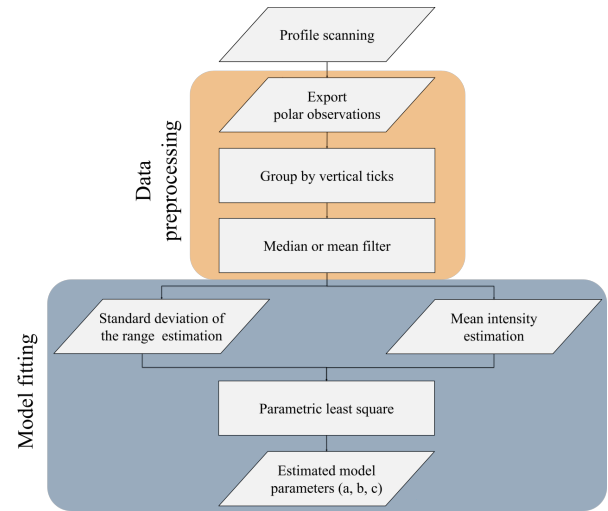 Profile scanning
Data
preprocessing
Export
polar observations
Group by vertical ticks
Median or mean filter
Model fitting
Standard deviation of
the range estimation
Mean intensity
estimation
Parametric least square
Estimated model
parameters (a, b, c)